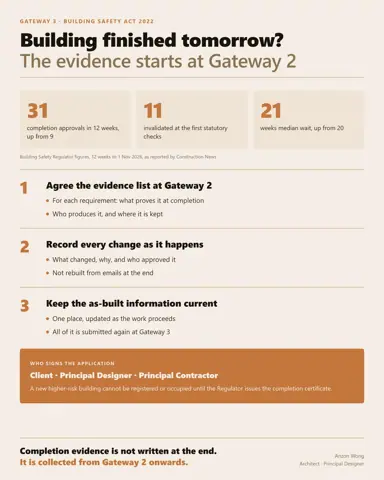 GATEWAY 3 · BUILDING SAFETY ACT 2022
Building finished tomorrow?
The evidence starts at Gateway 2
31
completion approvals in 12 weeks,
up from 9
11
invalidated at the first statutory
checks
21
weeks median wait, up from 20
Building Safety Regulator figures, 12 weeks to 1 Nov 2026, as reported by Construction News
1
Agree the evidence list at Gateway 2
• For each requirement: what proves it at completion
• Who produces it, and where it is kept
2
Record every change as it happens
• What changed, why, and who approved it
• Not rebuilt from emails at the end
3
Keep the as-built information current
• One place, updated as the work proceeds
• All of it is submitted again at Gateway 3
WHO SIGNS THE APPLICATION
Client · Principal Designer · Principal Contractor
A new higher-risk building cannot be registered or occupied until the Regulator issues the completion certificate.
Completion evidence is not written at the end.
It is collected from Gateway 2 onwards.
Anson Wong
Architect · Principal Designer